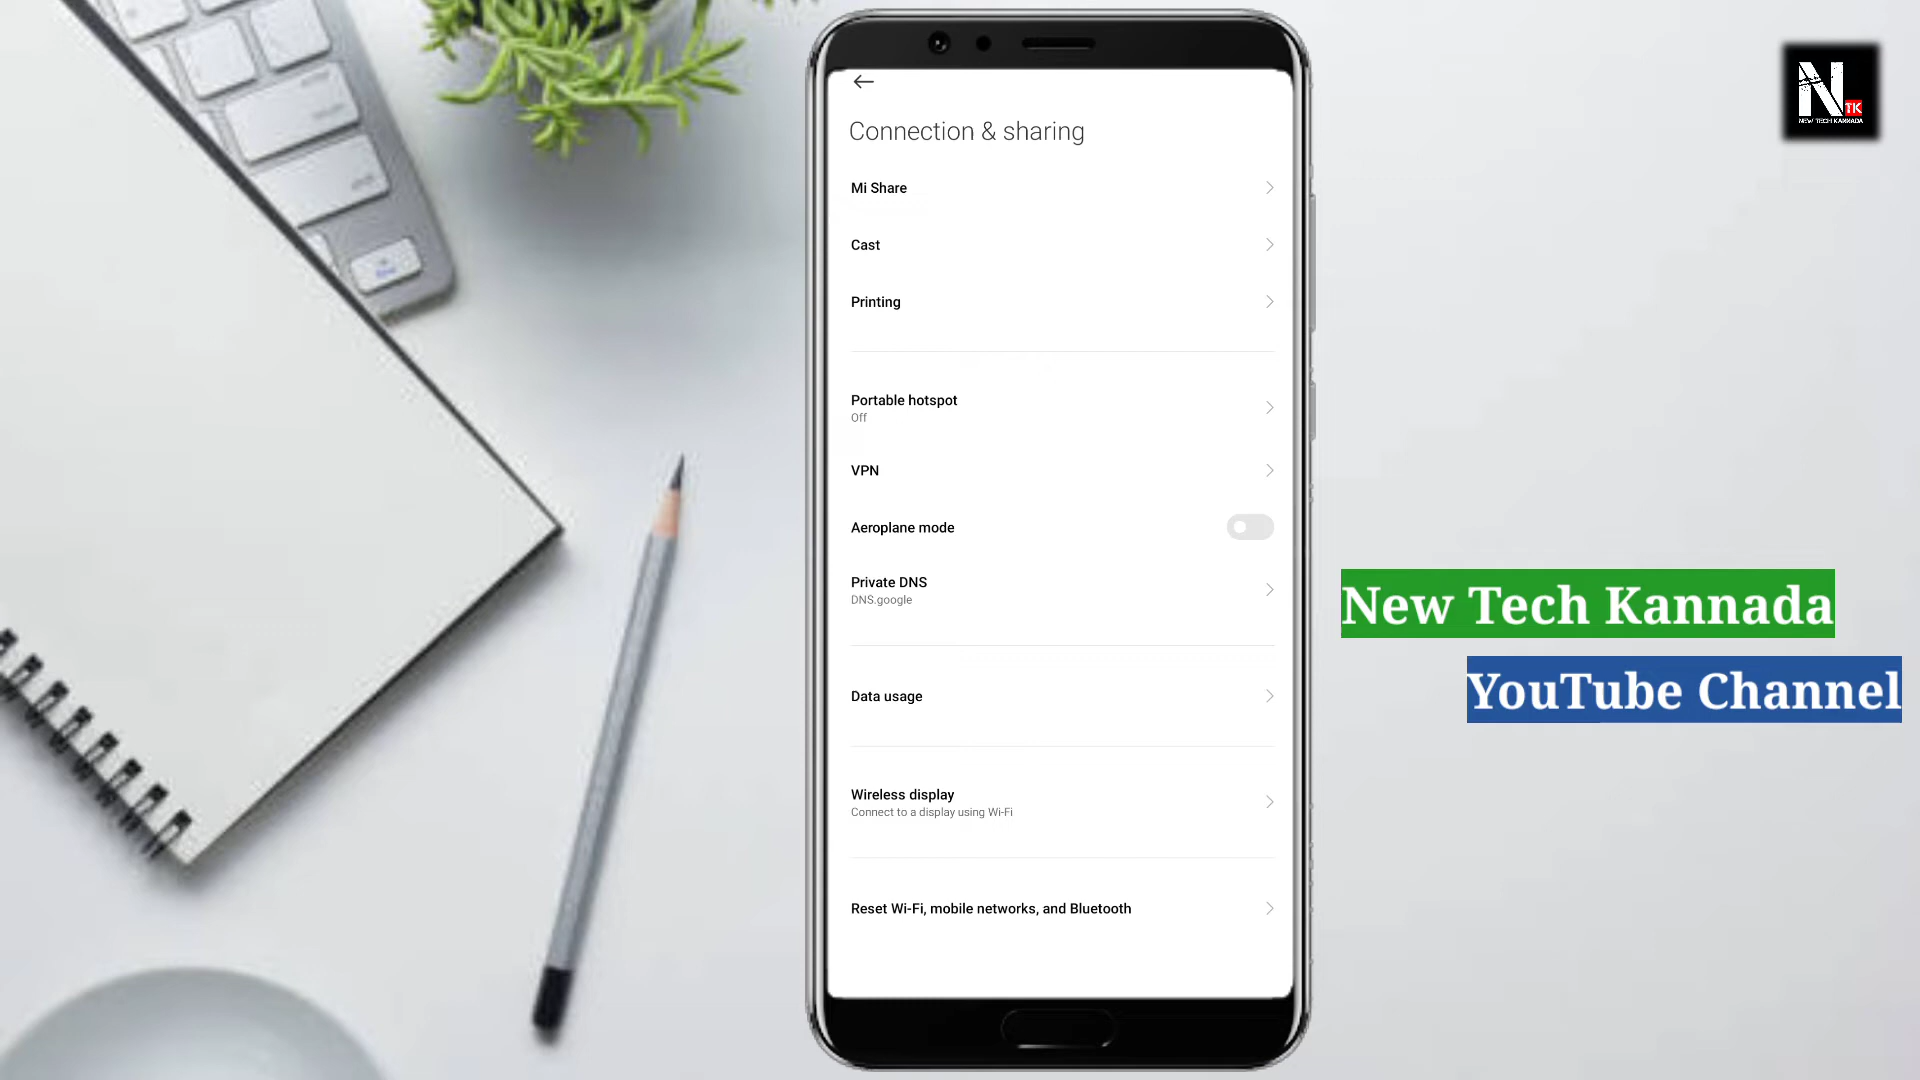 Connection & sharing
Mi Share
Cast
Printing
Portable hotspot
Off
VPN
Aeroplane mode
Private DNS
DNS.google
Data usage
Wireless display
Connect to a display using Wi-Fi
Reset Wi-Fi, mobile networks, and Bluetooth
N
TK
NEW TECH KANNADA
New Tech Kannada
YouTube Channel